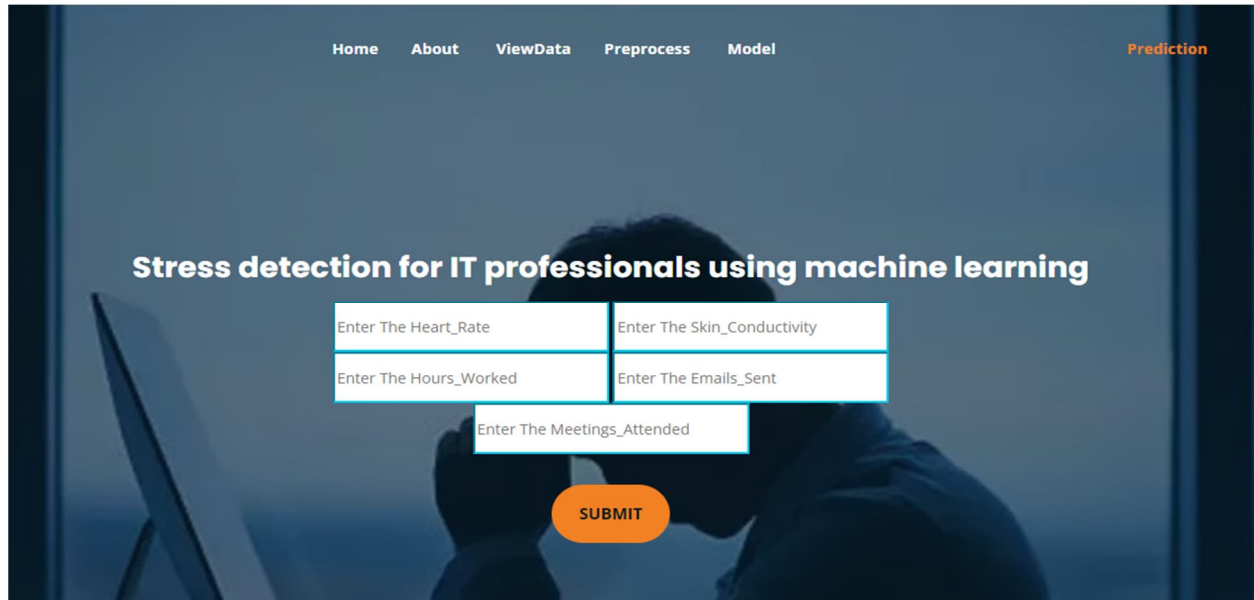 Home About ViewData Preprocess Model Prediction
Stress detection for IT professionals using machine learning
Enter The Heart_Rate Enter The Skin_Conductivity
Enter The Hours_Worked Enter The Emails_Sent
Enter The Meetings_Attended
SUBMIT